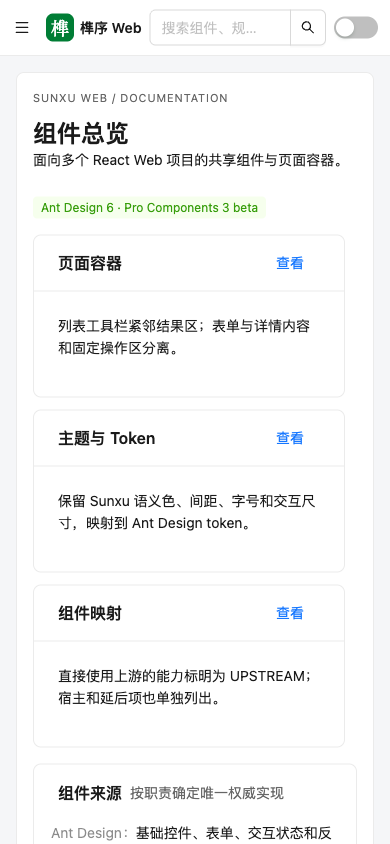 榫 榫序 Web 搜索组件、规...
SUNXU WEB / DOCUMENTATION
组件总览
面向多个 React Web 项目的共享组件与页面容器。
Ant Design 6 · Pro Components 3 beta
页面容器 查看
列表工具栏紧邻结果区；表单与详情内容
和固定操作区分离。
主题与 Token 查看
保留 Sunxu 语义色、间距、字号和交互尺
寸，映射到 Ant Design token。
组件映射 查看
直接使用上游的能力标明为 UPSTREAM；
宿主和延后项也单独列出。
组件来源 按职责确定唯一权威实现
Ant Design： 基础控件、表单、交互状态和反